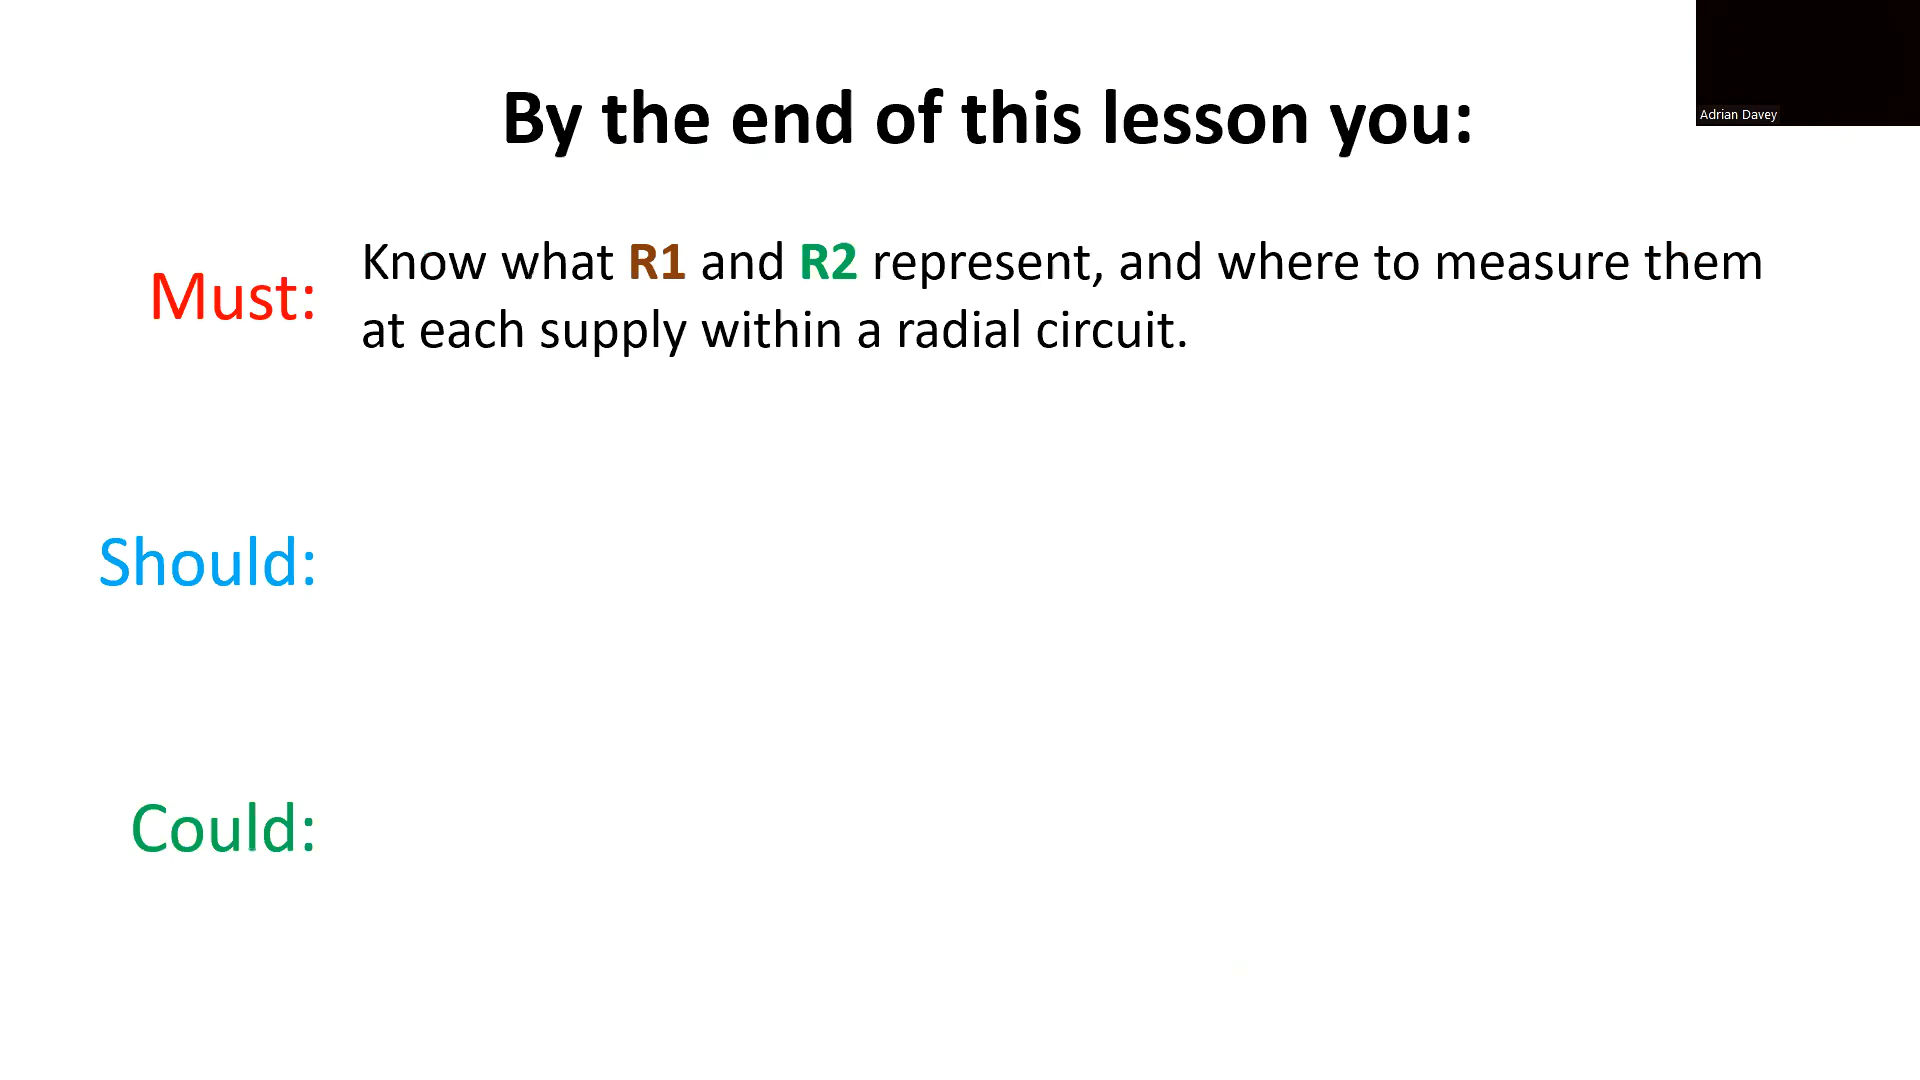 Adrian Davey
By the end of this lesson you:
Must:
Know what R1 and R2 represent, and where to measure them
at each supply within a radial circuit.
Should:
Could: